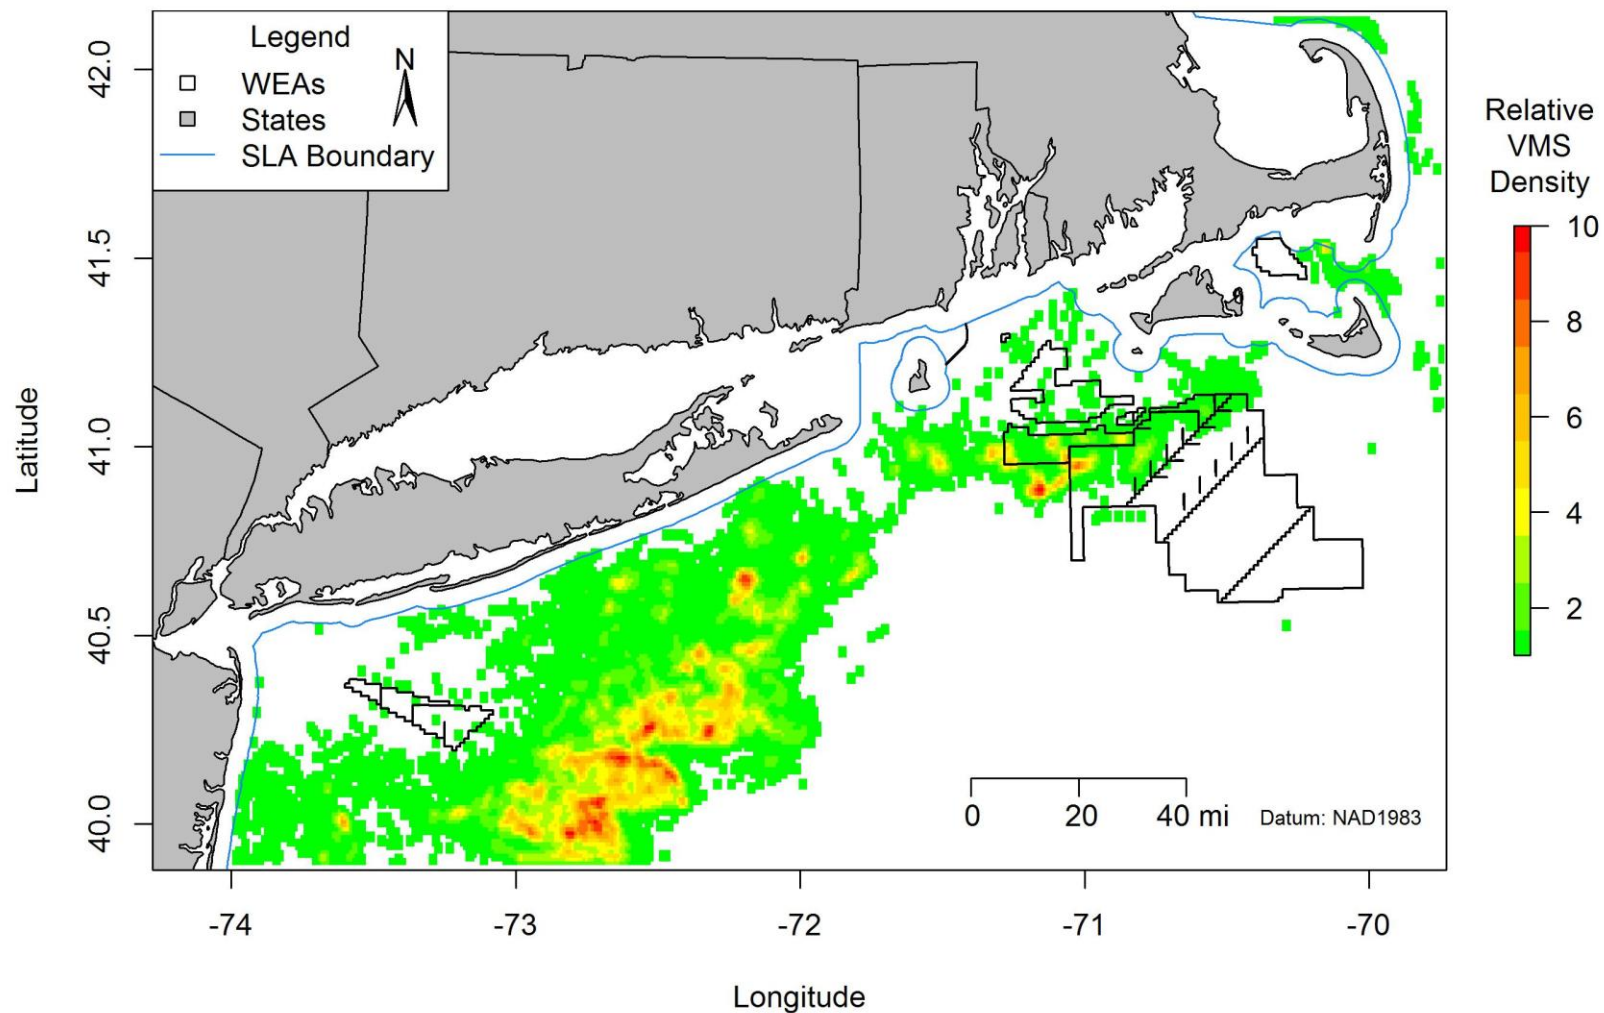 Legend
N
WEAs
States
SLA Boundary
Relative
VMS
Density
10
8
6
4
2
42.0
41.5
41.0
40.5
40.0
Latitude
0 20 40 mi
Datum: NAD1983
-74 -73 -72 -71 -70
Longitude